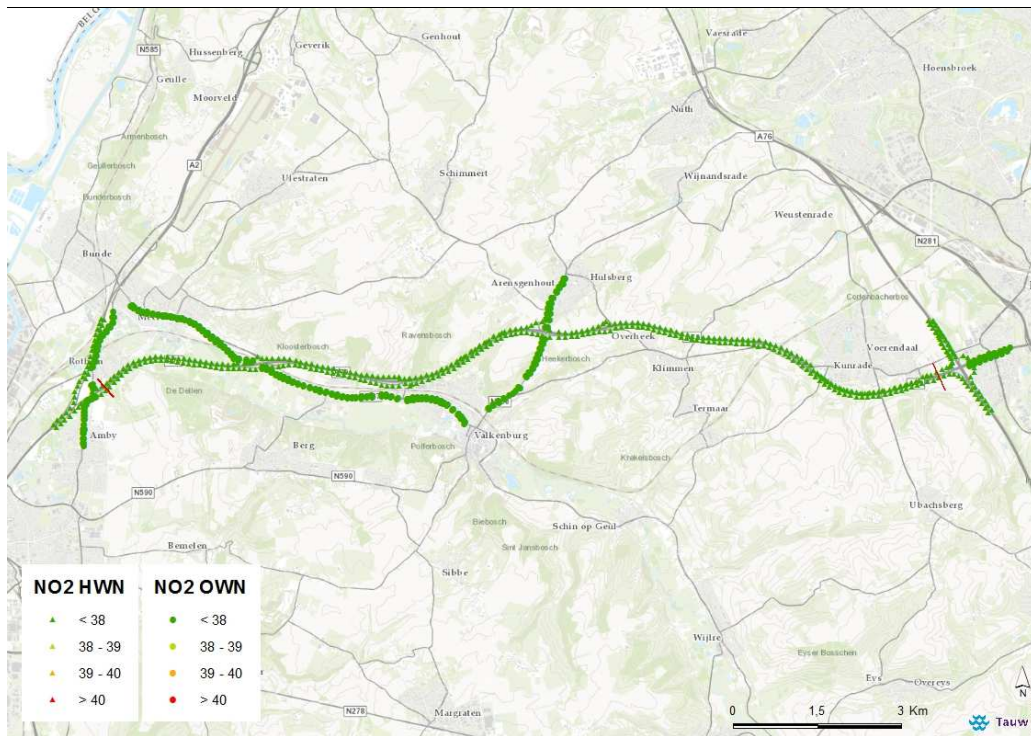 BELG
N585
Hussenberg
Geverik
Genhout
Vaesrade
Geulle
Hoensbroek
Moorveld
Nuth
Armenbosch
A76
A2
Geullerbosch
Ulestraten
Schimmert
Wijnandsrade
Bunderbosch
Weustenrade
Bunde
N281
Arensgenhout
Hulsberg
Ravensbosch
Kloosterbosch
Overheek
Voerendaal
Heellerbosch
De Dellen
Klimmen
Kunrade
Termaar
Amby
Berg
Polferbosch
Valkenburg
Krekelsbosch
N590
N590
Ubachsberg
Biebosch
Schin op Geul
Bemelen
Sint Jansbosch
Sibbe
NO2 HWN NO2 OWN
< 38 < 38
38 - 39 38 - 39
39 - 40 39 - 40
> 40 > 40
Wijlre
Eyser Bosschen
Eys
Overeys
N278
Margraten
0 1,5 3 Km
N
Tauw